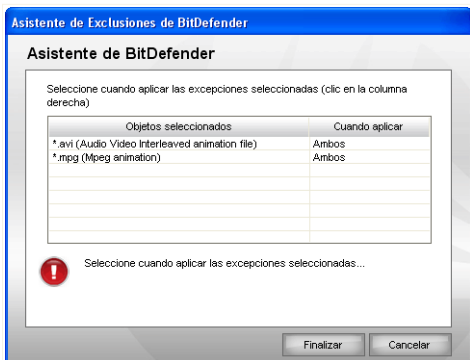 Asistente de Exclusiones de BitDefender
Asistente de BitDefender
Seleccione cuando aplicar las excepciones seleccionadas (clic en la columna
derecha)
Objetos seleccionados Cuando aplicar
*.avi (Audio Video Interleaved animation file) Ambos
*.mpg (Mpeg animation) Ambos
Seleccione cuando aplicar las excepciones seleccionadas...
Finalizar Cancelar